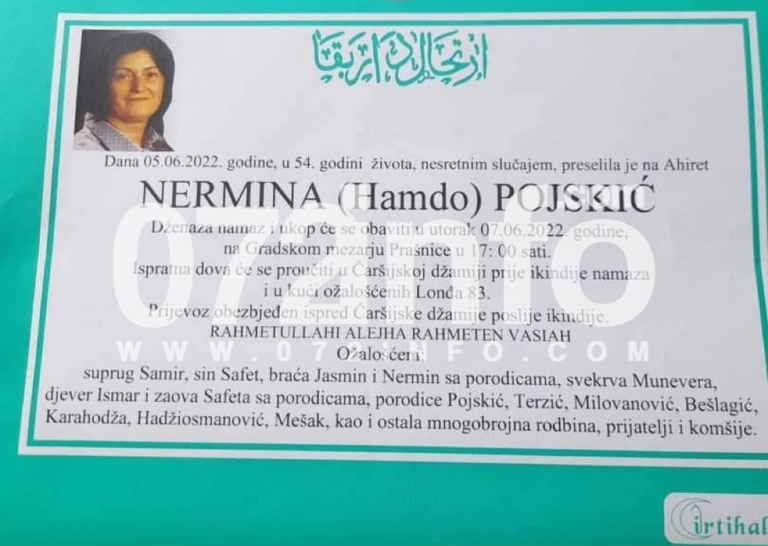 Dana 05.06.2022. godine, u 54. godini života, nesretnim slučajem, preselila je na Ahiret
NERMINA (Hamdo) POJSKIĆ
Dženaza namaz i ukop će se obaviti u utorak 07.06.2022. godine,
na Gradskom mezarju Prašnice u 17: 00 sati.
Ispratna dova će se proučiti u Čaršijskoj džamiji prije ikindije namaza
i u kući ožalošćenih Londa 83.
Prijevoz obezbjeđen ispred Čaršijske džamije poslije ikindije.
RAHMETULLAHI ALEJHA RAHMETEN VASIAH
Ožalošćeni:
suprug Samir, sin Safet, braća Jasmin i Nermin sa porodicama, svekrva Munevera,
djever Ismar i zaova Safeta sa porodicama, porodice Pojskić, Terzić, Milovanović, Bešlagić,
Karahodža, Hadžiosmanović, Mešak, kao i ostala mnogobrojna rodbina, prijatelji i komšije.
072info
WWW.072INFO.COM
irtihal